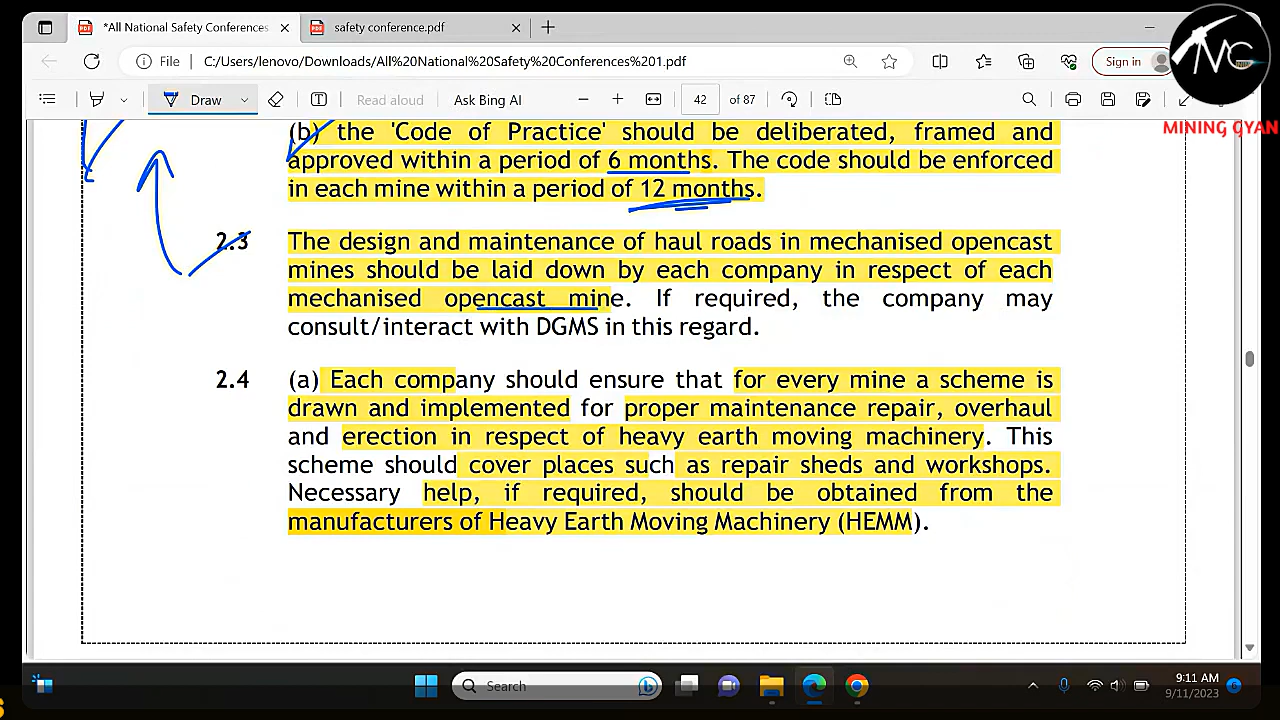 *All National Safety Conferences
safety conference.pdf
File
C:/Users/lenovo/Downloads/All%20National%20Safety%20Conferences%201.pdf
Sign in
Draw
Read aloud
Ask Bing AI
42 of 87
MC
MINING GYAN
(b) the 'Code of Practice' should be deliberated, framed and
approved within a period of 6 months. The code should be enforced
in each mine within a period of 12 months.
2.3 The design and maintenance of haul roads in mechanised opencast
mines should be laid down by each company in respect of each
mechanised opencast mine. If required, the company may
consult/interact with DGMS in this regard.
2.4 (a) Each company should ensure that for every mine a scheme is
drawn and implemented for proper maintenance repair, overhaul
and erection in respect of heavy earth moving machinery. This
scheme should cover places such as repair sheds and workshops.
Necessary help, if required, should be obtained from the
manufacturers of Heavy Earth Moving Machinery (HEMM).
Search
9:11 AM
9/11/2023
6
s